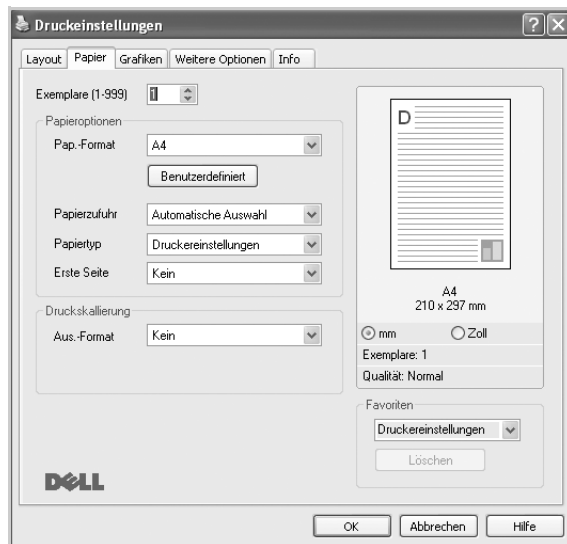 Druckeinstellungen
Layout Papier Grafiken Weitere Optionen Info
Exemplare (1-999) 1
Papieroptionen
Pap.-Format A4
Benutzerdefiniert
Papierzufuhr Automatische Auswahl
Papiertyp Druckereinstellungen
Erste Seite Kein
Druckskallierung
Aus.-Format Kein
D
A4
210 x 297 mm
mm Zoll
Exemplare: 1
Qualität: Normal
Favoriten
Druckereinstellungen
Löschen
DELL
OK Abbrechen Hilfe